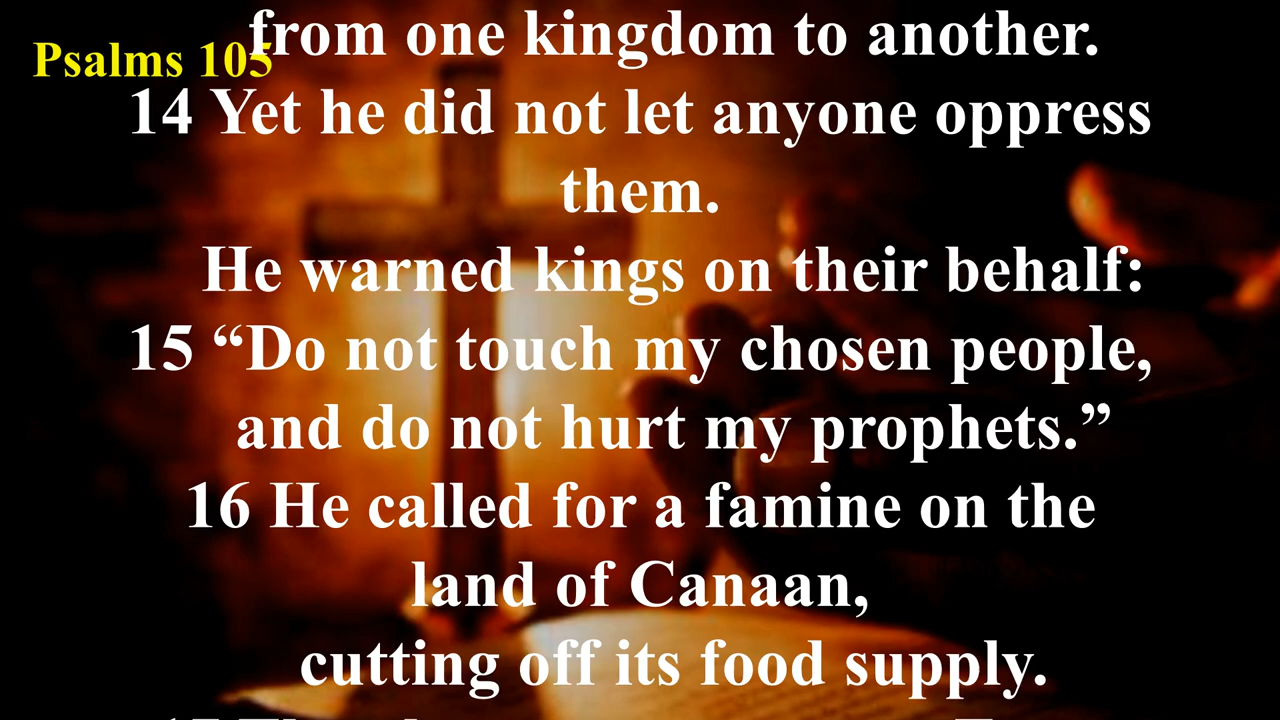 from one kingdom to another.
Psalms 105
14 Yet he did not let anyone oppress
them.
He warned kings on their behalf:
15 “Do not touch my chosen people,
and do not hurt my prophets.”
16 He called for a famine on the
land of Canaan,
cutting off its food supply.